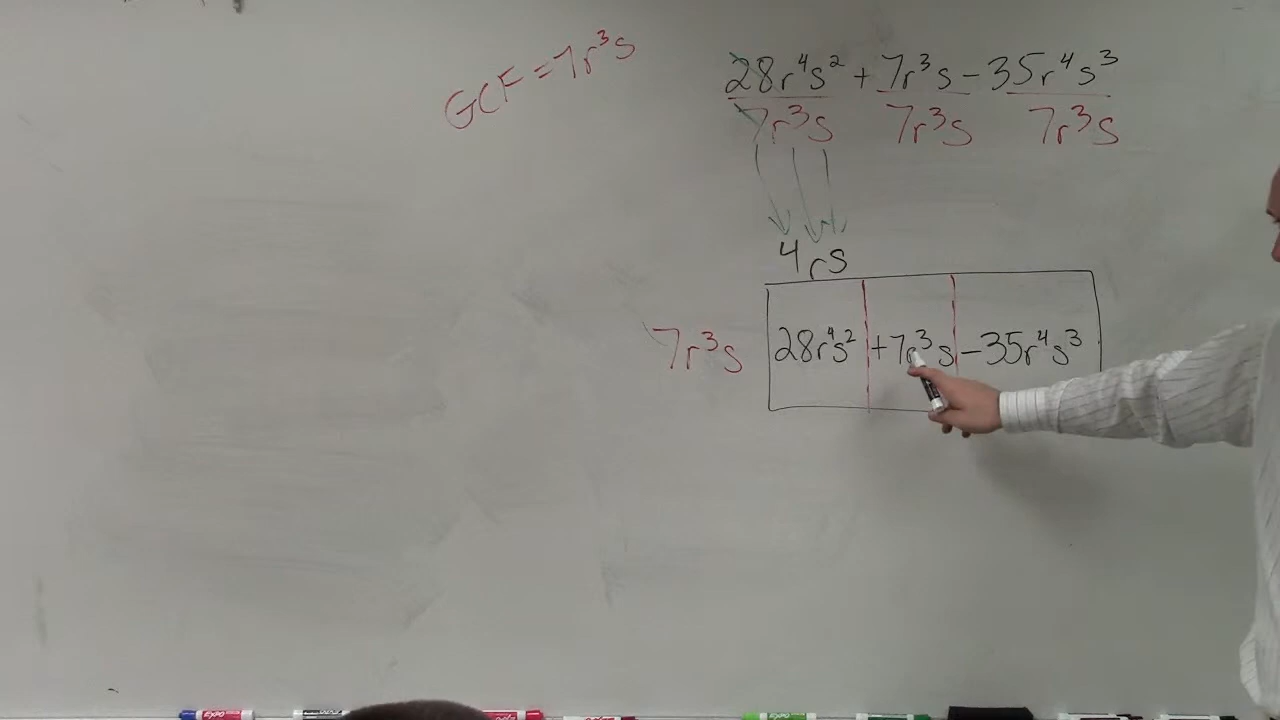 GCF = 7r³s
28r⁴s² + 7r³s - 35r⁴s³
7r³s 7r³s 7r³s
4rs
7r³s 28r⁴s² +7r³s -35r⁴s³